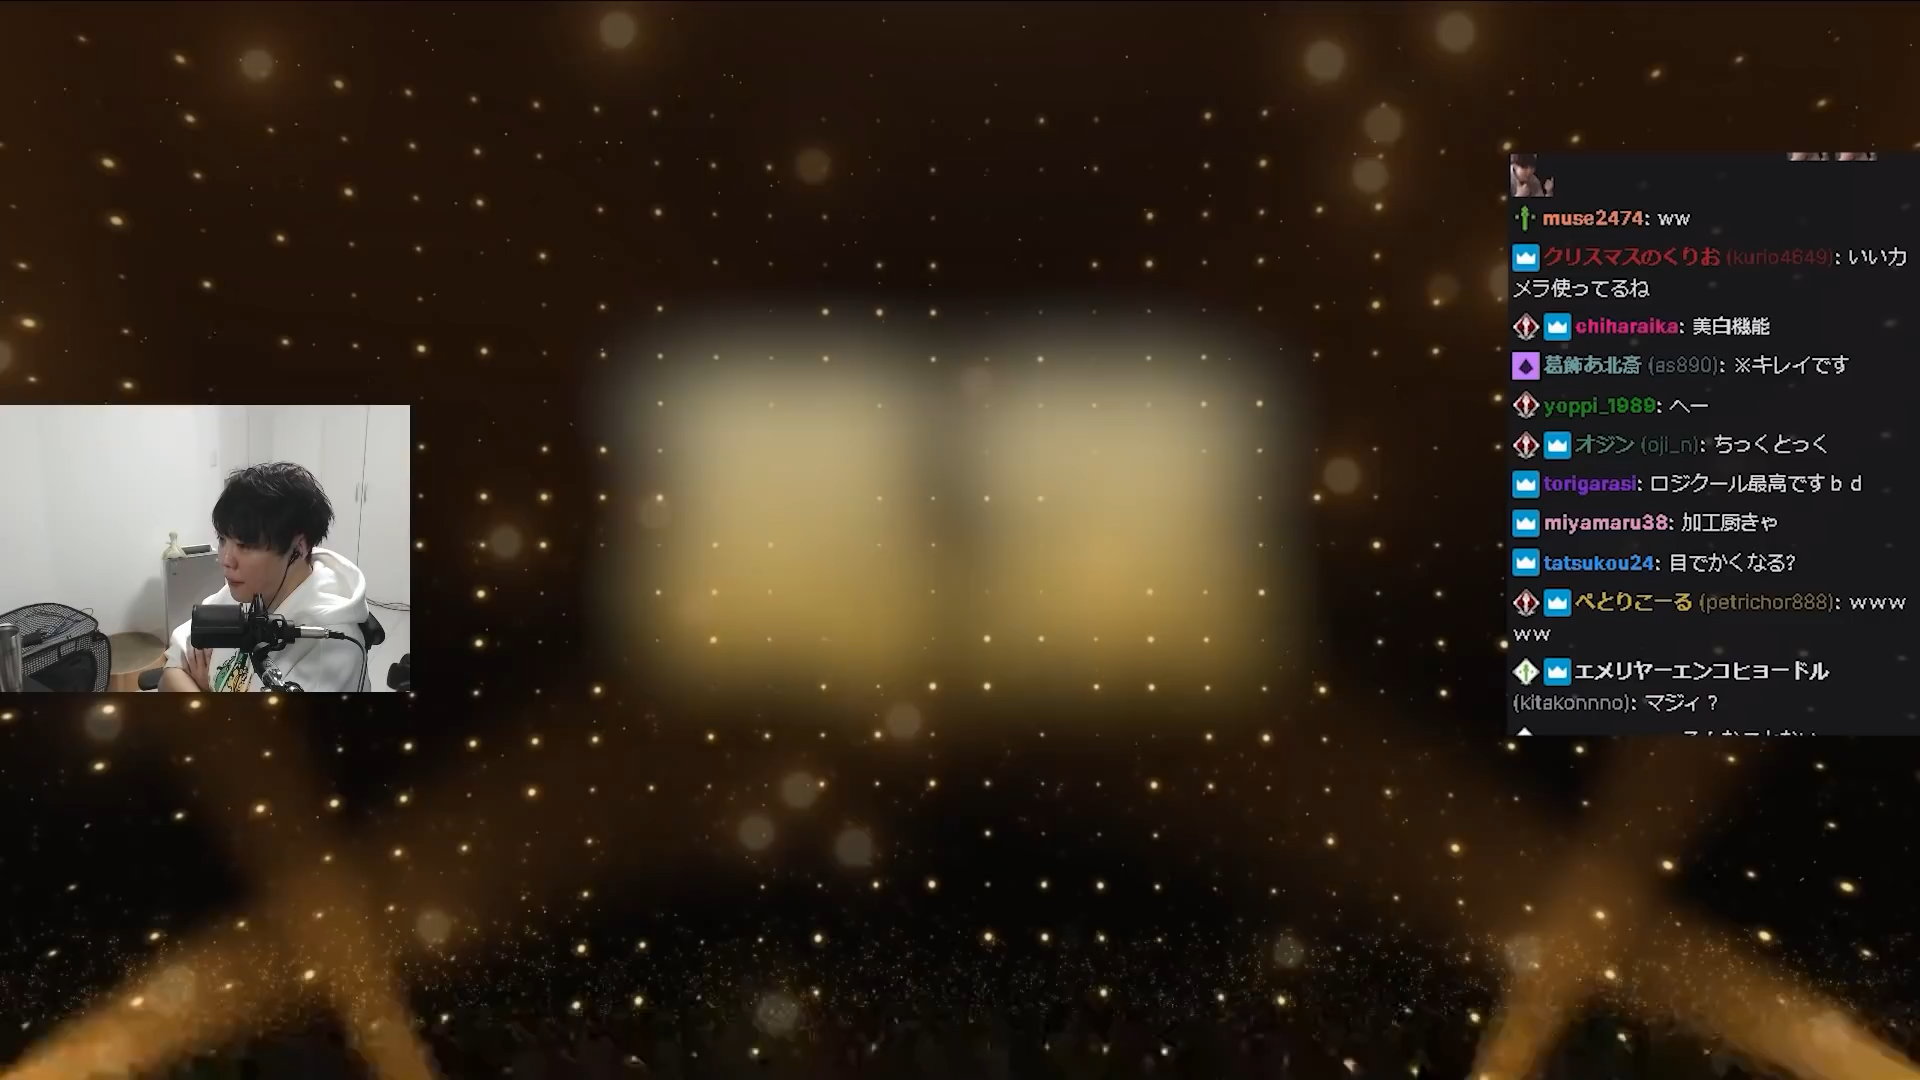 muse2474: ww
クリスマスのくりお (kurio4649): いいカ
メラ使ってるね
chiharaika: 美白機能
葛飾あ北斎 (as890): ※キレイです
yoppi_1989: へー
オジン (oji_n): ちっくとっく
torigarasi: ロジクール最高ですｂｄ
miyamaru38: 加工厨きゃ
tatsukou24: 目でかくなる?
ぺとりこーる (petrichor888): ｗｗｗ
ｗｗ
エメリヤーエンコヒョードル
(kitakonnno): マジィ？